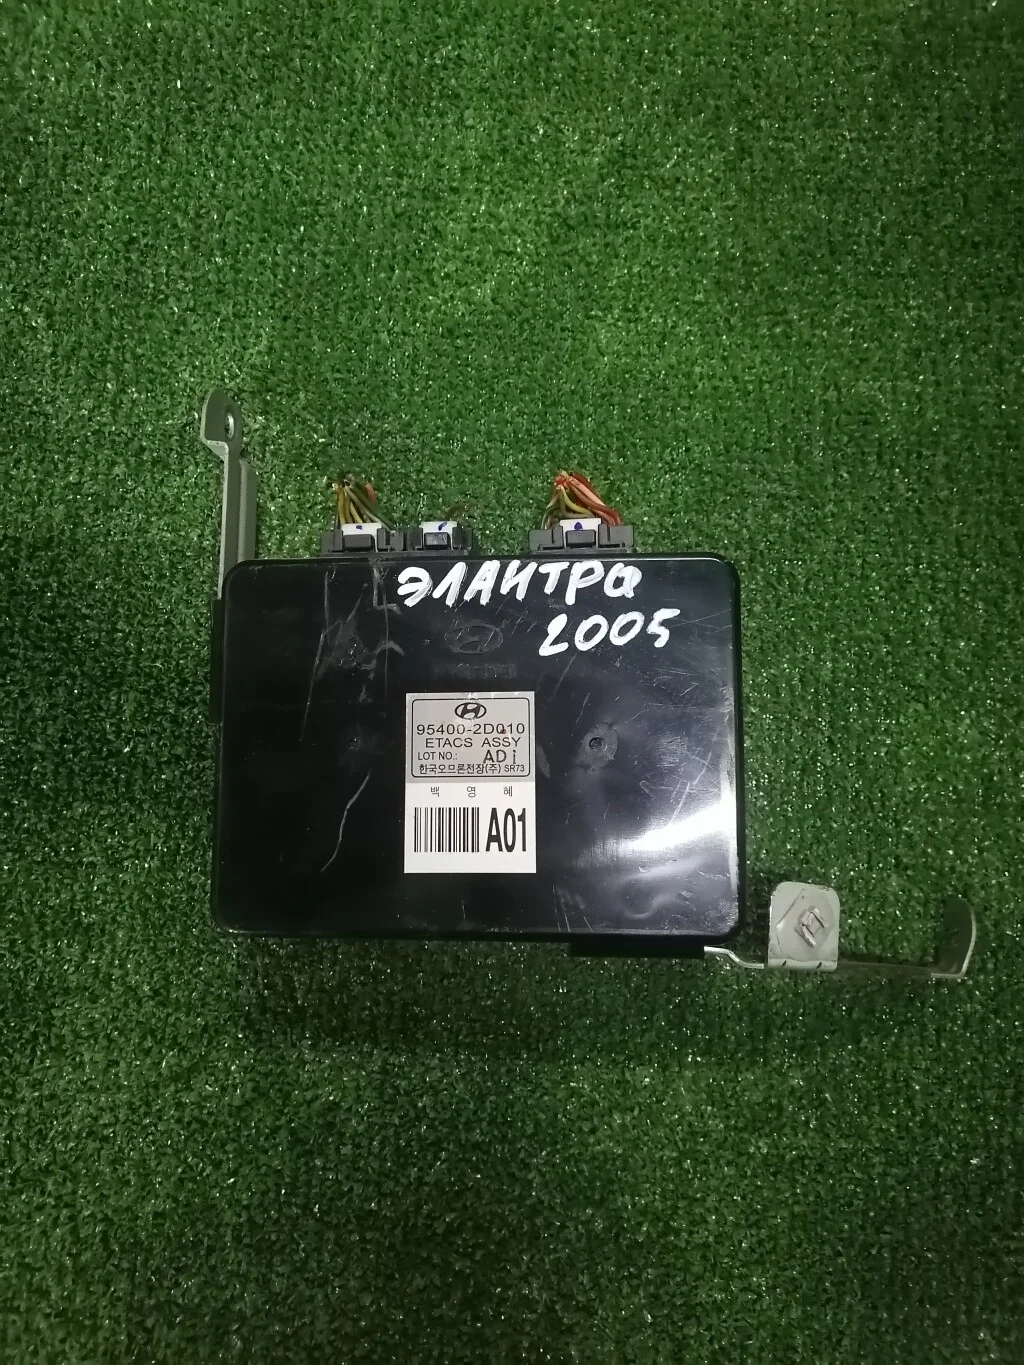 ЭЛАНТРА
2005
95400-2D010
ETACS ASSY
LOT NO.: ADi
한국오므론전장(주) SR73
백 영 혜
A01